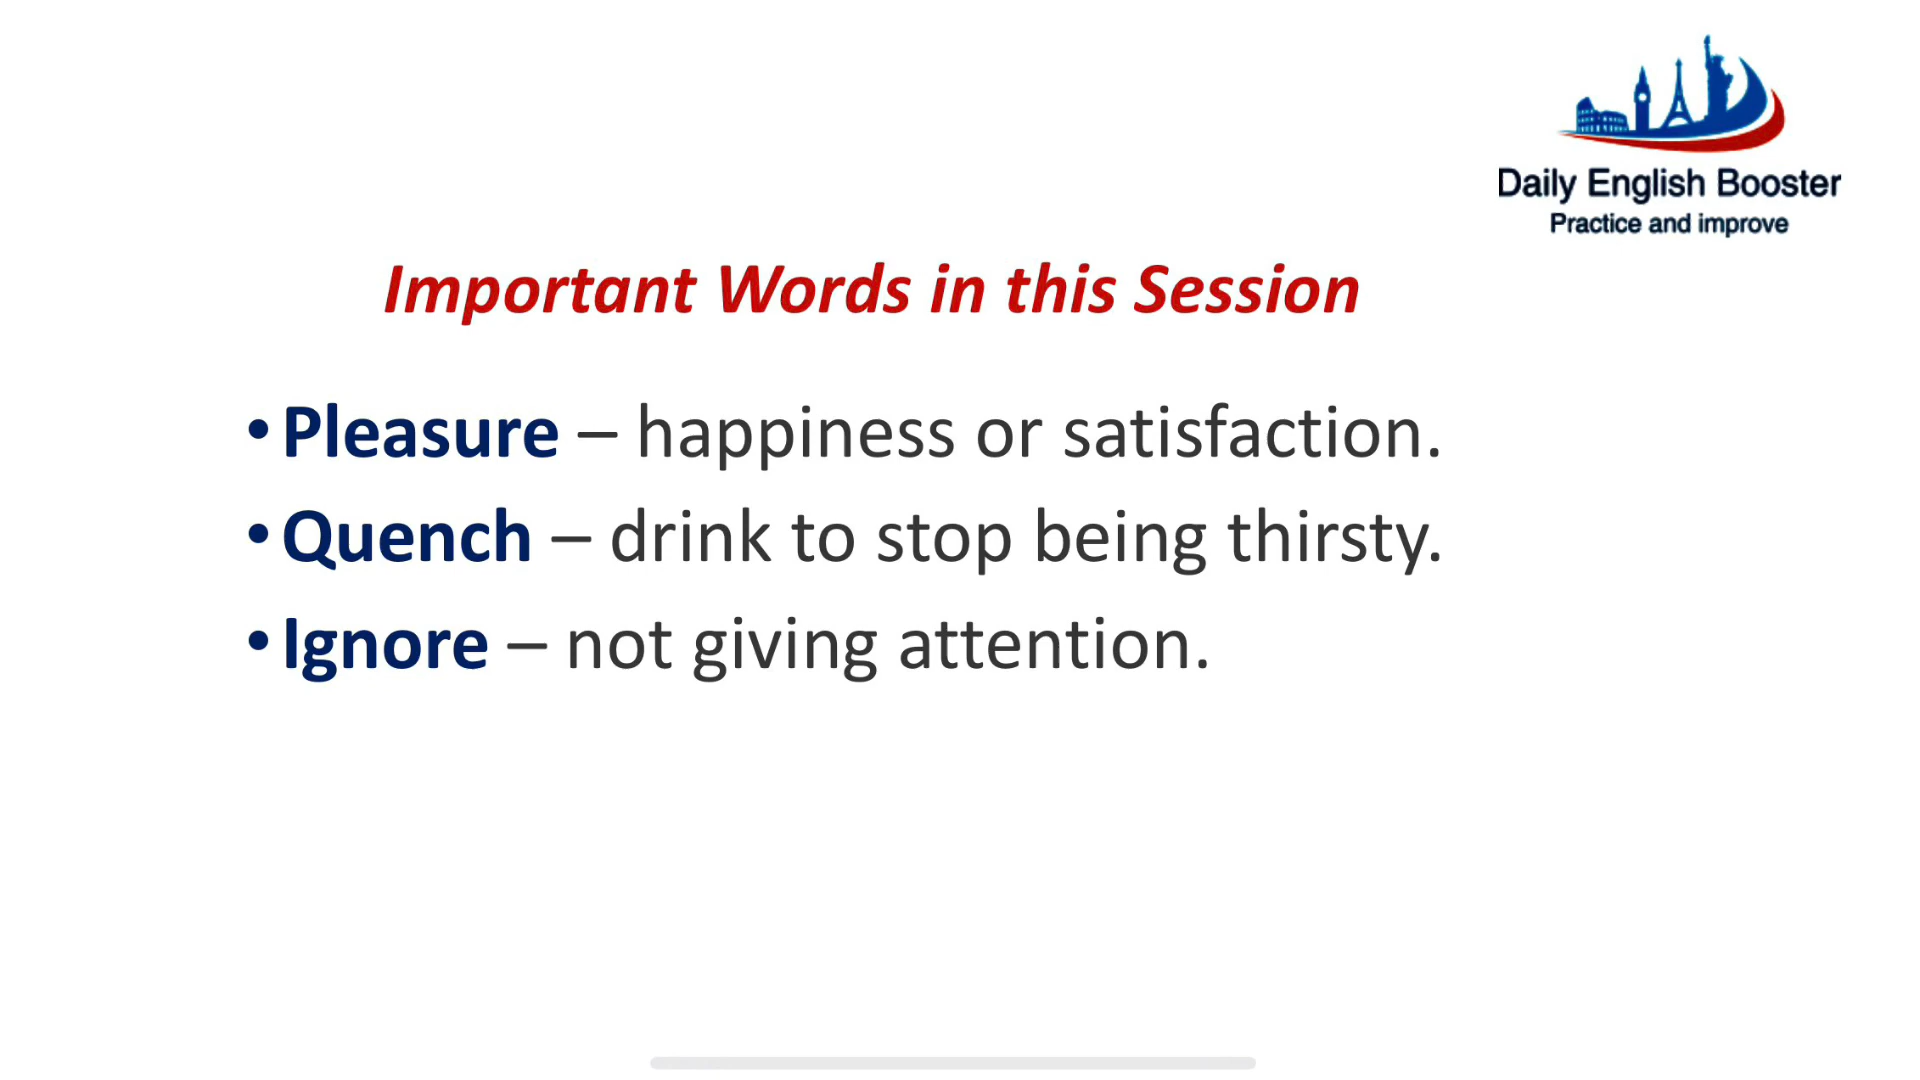 Daily English Booster
Practice and improve
Important Words in this Session
• Pleasure – happiness or satisfaction.
• Quench – drink to stop being thirsty.
• Ignore – not giving attention.